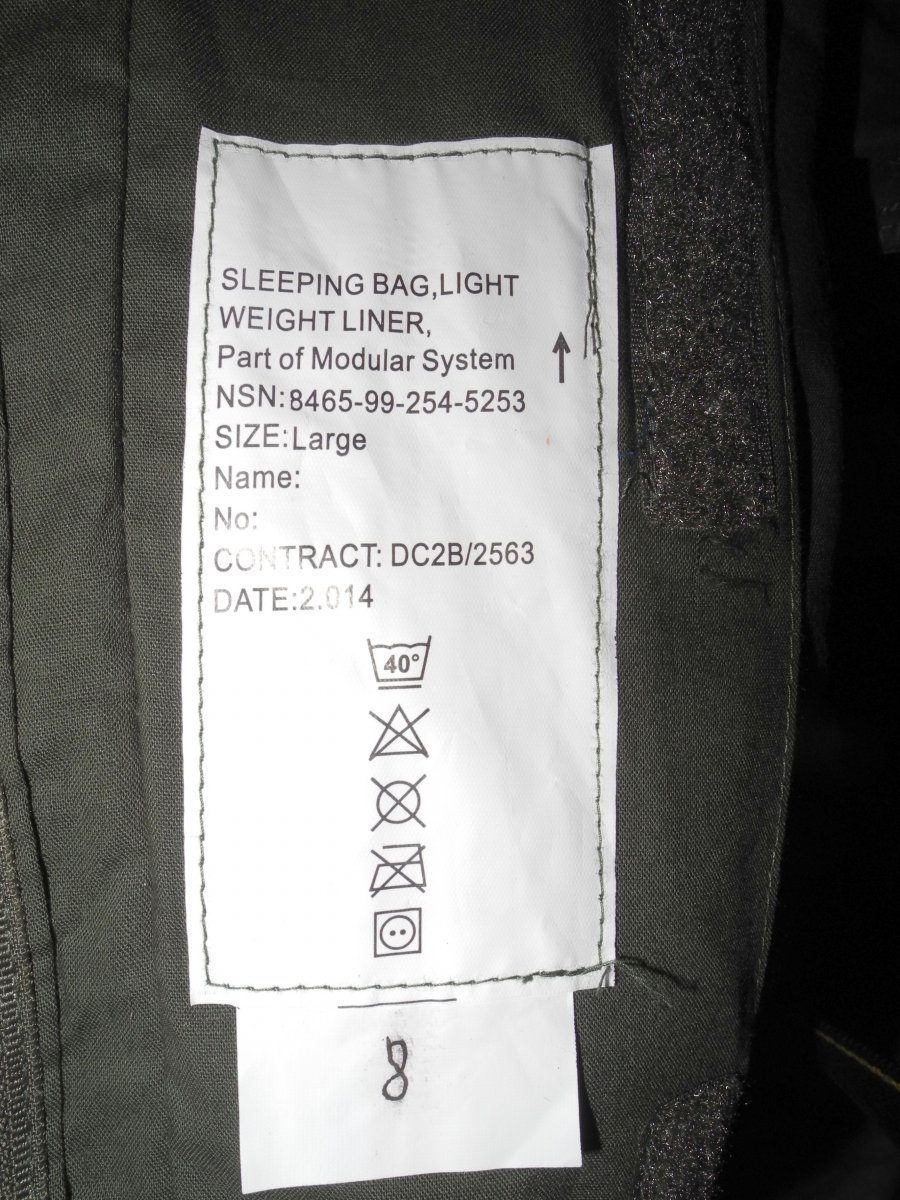 SLEEPING BAG,LIGHT
WEIGHT LINER,
Part of Modular System
NSN:8465-99-254-5253
SIZE:Large
Name:
No:
CONTRACT: DC2B/2563
DATE:2.014
40°
8